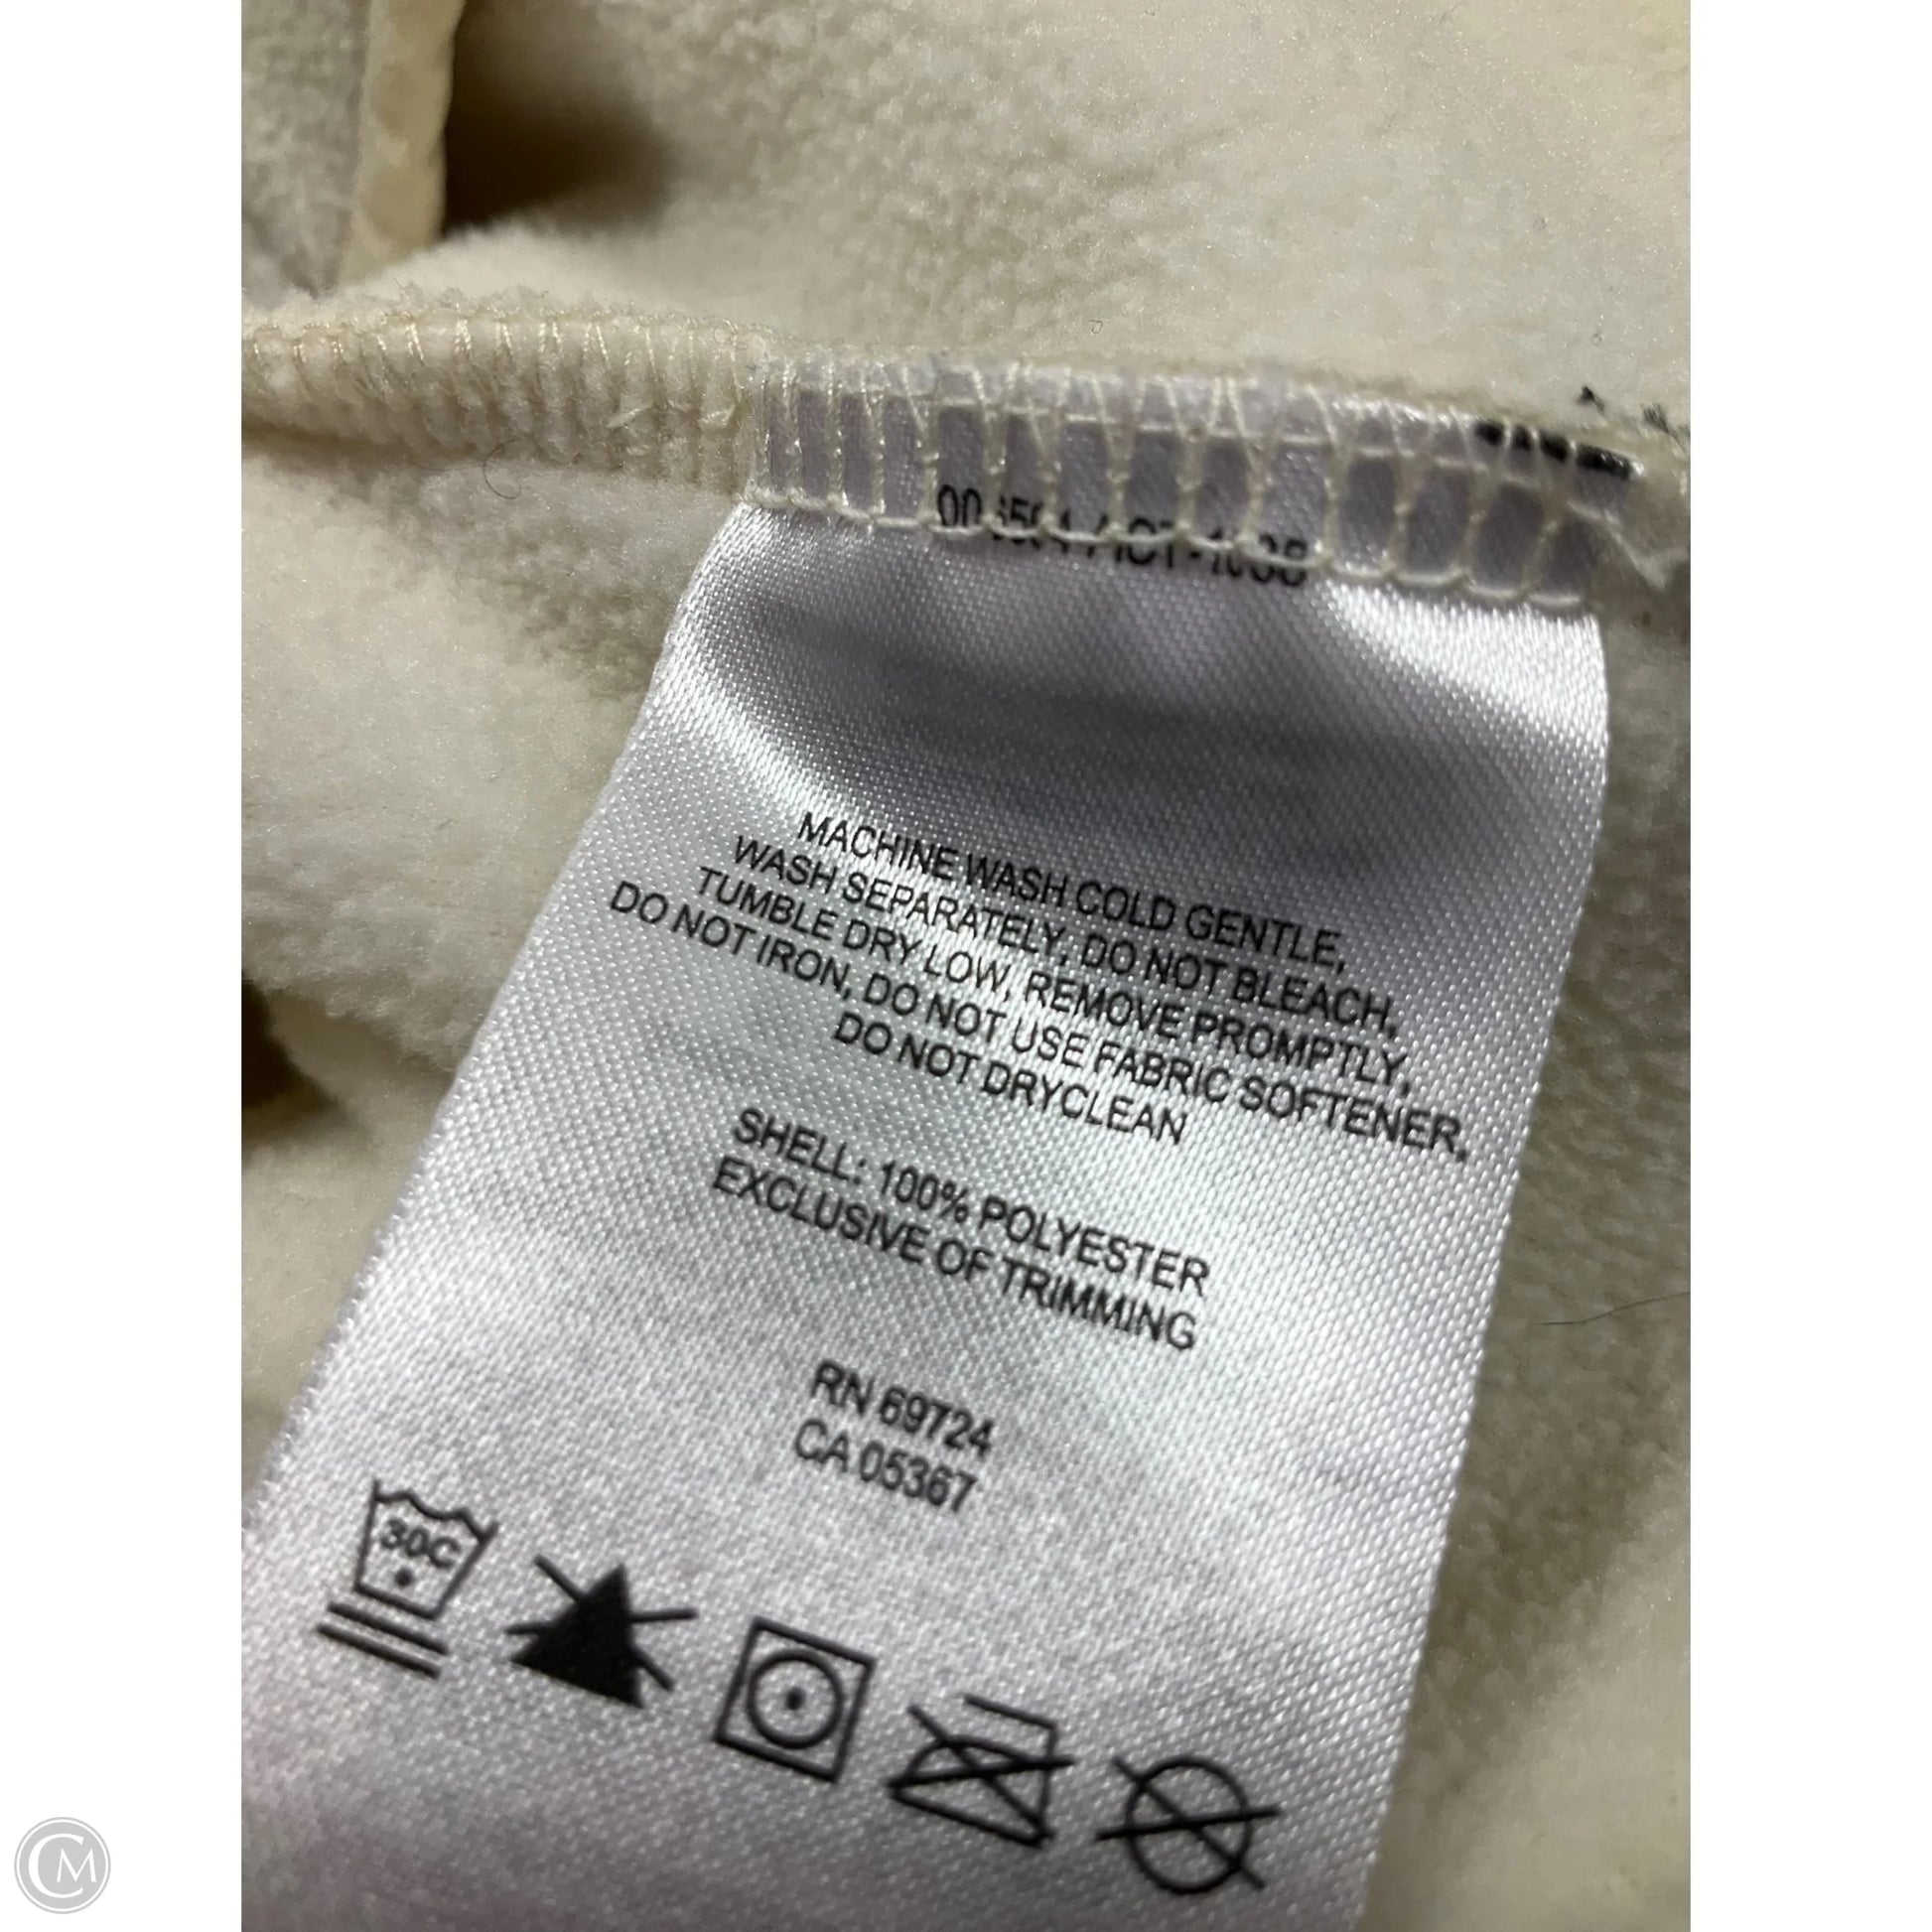 MACHINE WASH COLD GENTLE,
WASH SEPARATELY, DO NOT BLEACH,
TUMBLE DRY LOW, REMOVE PROMPTLY,
DO NOT IRON, DO NOT USE FABRIC SOFTENER,
DO NOT DRYCLEAN
SHELL: 100% POLYESTER
EXCLUSIVE OF TRIMMING
RN 69724
CA 05367
30C
CM